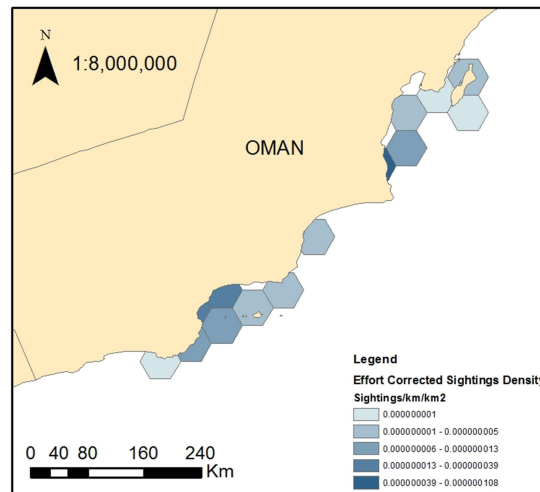 N
1:8,000,000
OMAN
Legend
Effort Corrected Sightings Density
Sightings/km/km2
0.000000001
0.000000001 - 0.000000005
0.000000006 - 0.000000013
0.000000013 - 0.000000039
0.000000039 - 0.000000108
0 40 80 160 240
Km